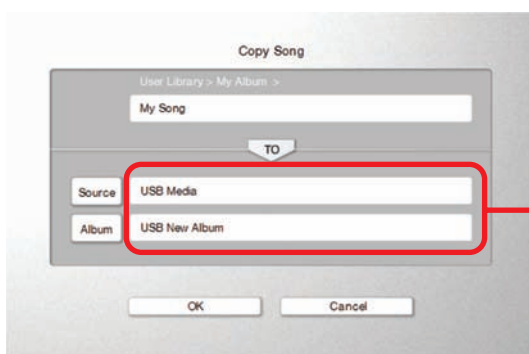 Copy Song
User Library > My Album >
My Song
TO
Source USB Media
Album USB New Album
OK Cancel